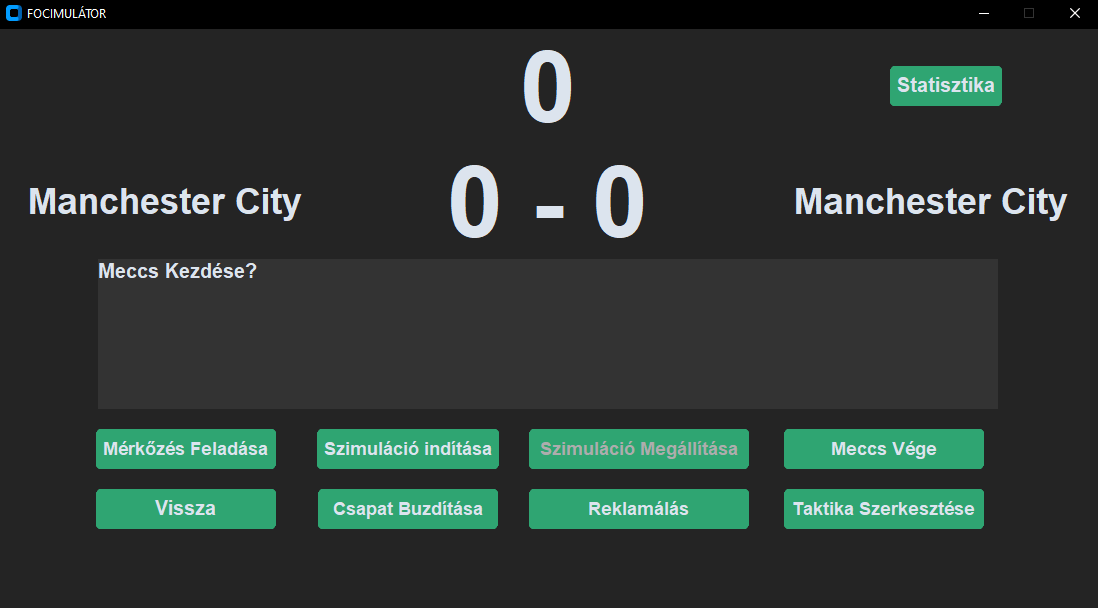 FOCIMULÁTOR
0
Statisztika
Manchester City
0 - 0
Manchester City
Meccs Kezdése?
Mérkőzés Feladása
Szimuláció indítása
Szimuláció Megállítása
Meccs Vége
Vissza
Csapat Buzdítása
Reklamálás
Taktika Szerkesztése